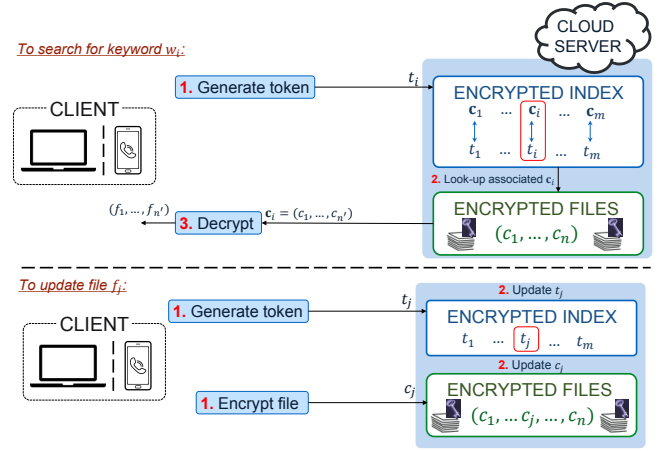 CLOUD
SERVER
To search for keyword wᵢ:
1. Generate token
tᵢ
ENCRYPTED INDEX
𝐜₁ … 𝐜ᵢ … 𝐜ₘ
t₁ … tᵢ … tₘ
CLIENT
2. Look-up associated 𝐜ᵢ
ENCRYPTED FILES
(c₁, … , cₙ)
(f₁, … , fₙ′)
3. Decrypt
𝐜ᵢ = (c₁, … , cₙ′)
To update file fⱼ:
2. Update tⱼ
1. Generate token
tⱼ
ENCRYPTED INDEX
t₁ … tⱼ … tₘ
CLIENT
2. Update cⱼ
1. Encrypt file
cⱼ
ENCRYPTED FILES
(c₁, … cⱼ, … , cₙ)